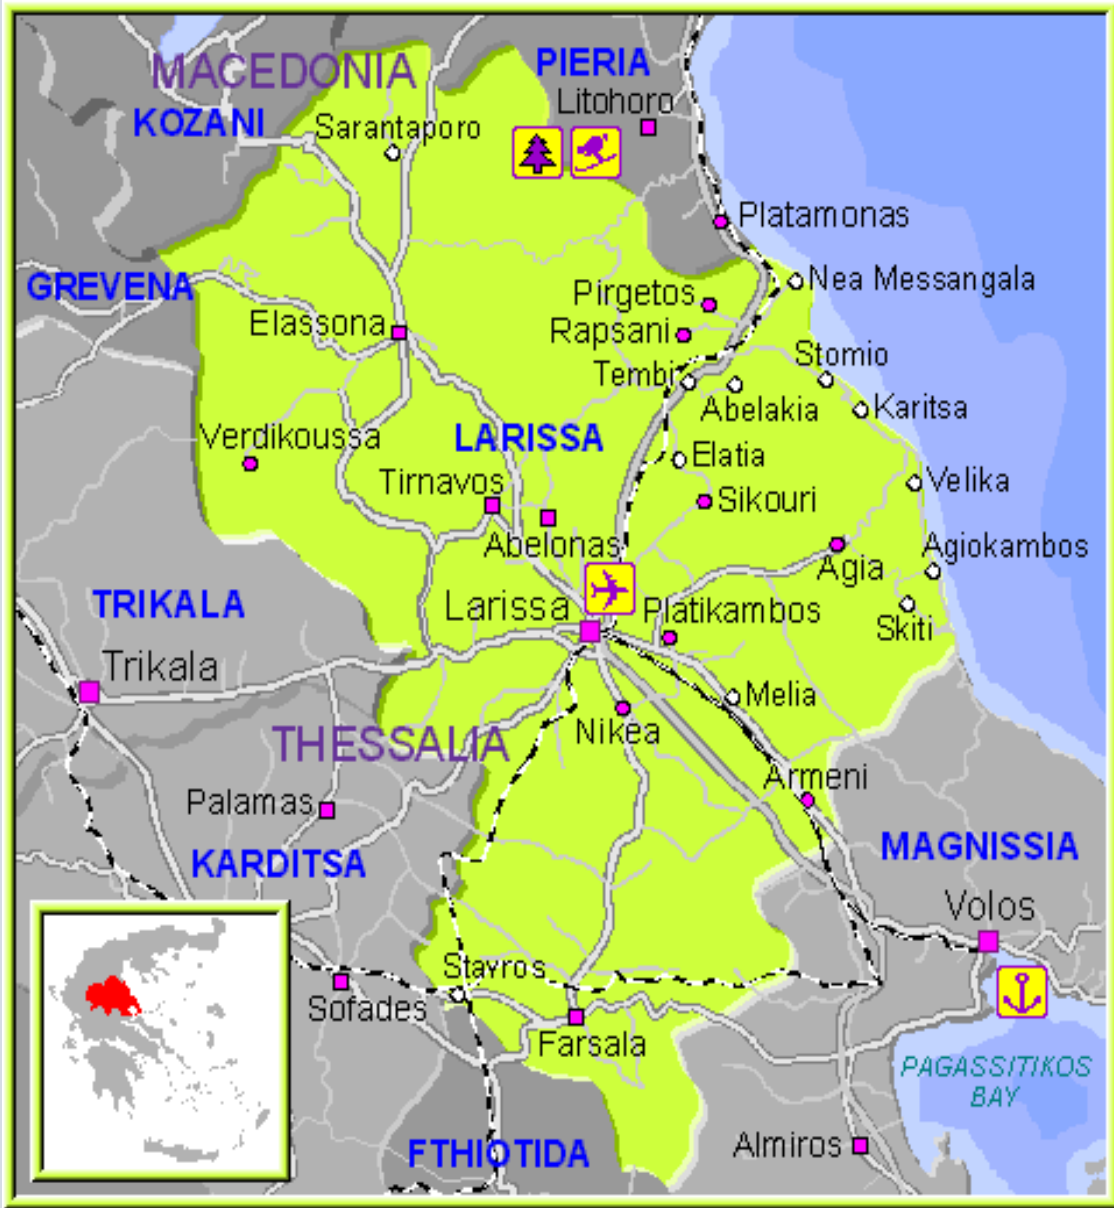 PIERIA
MACEDONIA
Litohoro
KOZANI
Sarantaporo
Platamonas
GREVENA
Nea Messangala
Pirgetos
Elassona
Rapsani
Stomio
Tembi
Abelakia
Karitsa
Verdikoussa
LARISSA
Elatia
Tirnavos
Velika
Sikouri
Abelonas
Agiokambos
Agia
TRIKALA
Larissa
Platikambos
Skiti
Trikala
Melia
Nikea
THESSALIA
Armeni
Palamas
MAGNISSIA
KARDITSA
Volos
Stavros
Sofades
Farsala
PAGASSITIKOS
BAY
Almiros
FTHIOTIDA